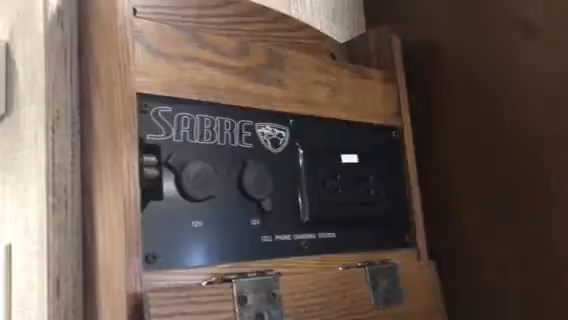 SABRE
12V 12V
CELL PHONE CHARGING STATION